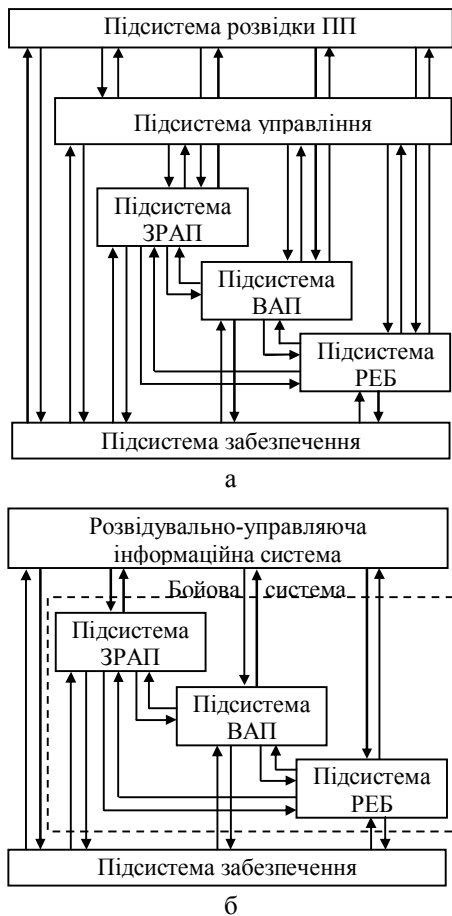 Підсистема розвідки ПП
Підсистема управління
Підсистема
ЗРАП
Підсистема
ВАП
Підсистема
РЕБ
Підсистема забезпечення
а
Розвідувально-управляюча
інформаційна система
Бойова система
Підсистема
ЗРАП
Підсистема
ВАП
Підсистема
РЕБ
Підсистема забезпечення
б